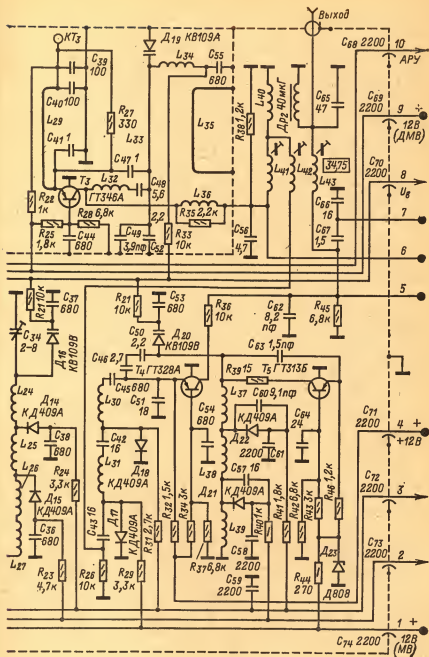 Выход
КТ3
Д19 КВ109А
L34
C55
680
C68 2200
10
АРУ
C39
100
C40
100
R27
330
L33
L29
C41 1
L35
R38 1,2к
L40
Др2 40мкГ
C65
47
C69
2200
9
12В
(ДМВ)
L41
L42
34,75
L43
C70
2200
8
Uв
C47 1
L32
Т3
ГТ346А
C48
5,6
L36
R35 2,2к
R22
1к
R28 6,8к
R25
1,8к
C44
680
C49
3,9пф
2,2
C52
R33
10к
C56
4,7
C66
16
C67
1,5
7
6
5
R21 10к
C37
680
C34
2-8
Д16
КВ109В
R21
10к
C53
680
Д20
КВ109В
C50
2,2
C46 2,7
Т4 ГТ328А
C45 680
R36
10к
C62
8,2
пф
R45
6,8к
C63 1,5пф
L24
Д14
КД409А
L25
C38
680
L26
Д15
КД409А
R24
3,3к
C36
680
L27
R23
4,7к
L30
C51
18
C42
16
L31
Д18
КД409А
C43 16
Д17
КД409А
R26
10к
R29
3,3к
R31 2,7к
R32 1,5к
R34 3к
C54
680
R37 6,8к
R39 15
Т5
ГТ313Б
L37
C60 9,1пф
КД409А
Д22
2200
C61
C64
24
L38
C57 16
Д21
КД409А
L39
C58
2200
C59
2200
R40 1к
R41 1,8к
R42 6,8к
R43 3к
R46 1,2к
R44
270
Д23
Д808
C71
2200
4 +
+12В
C72
2200
3
C73
2200
2
C74 2200
1 +
12В
(МВ)